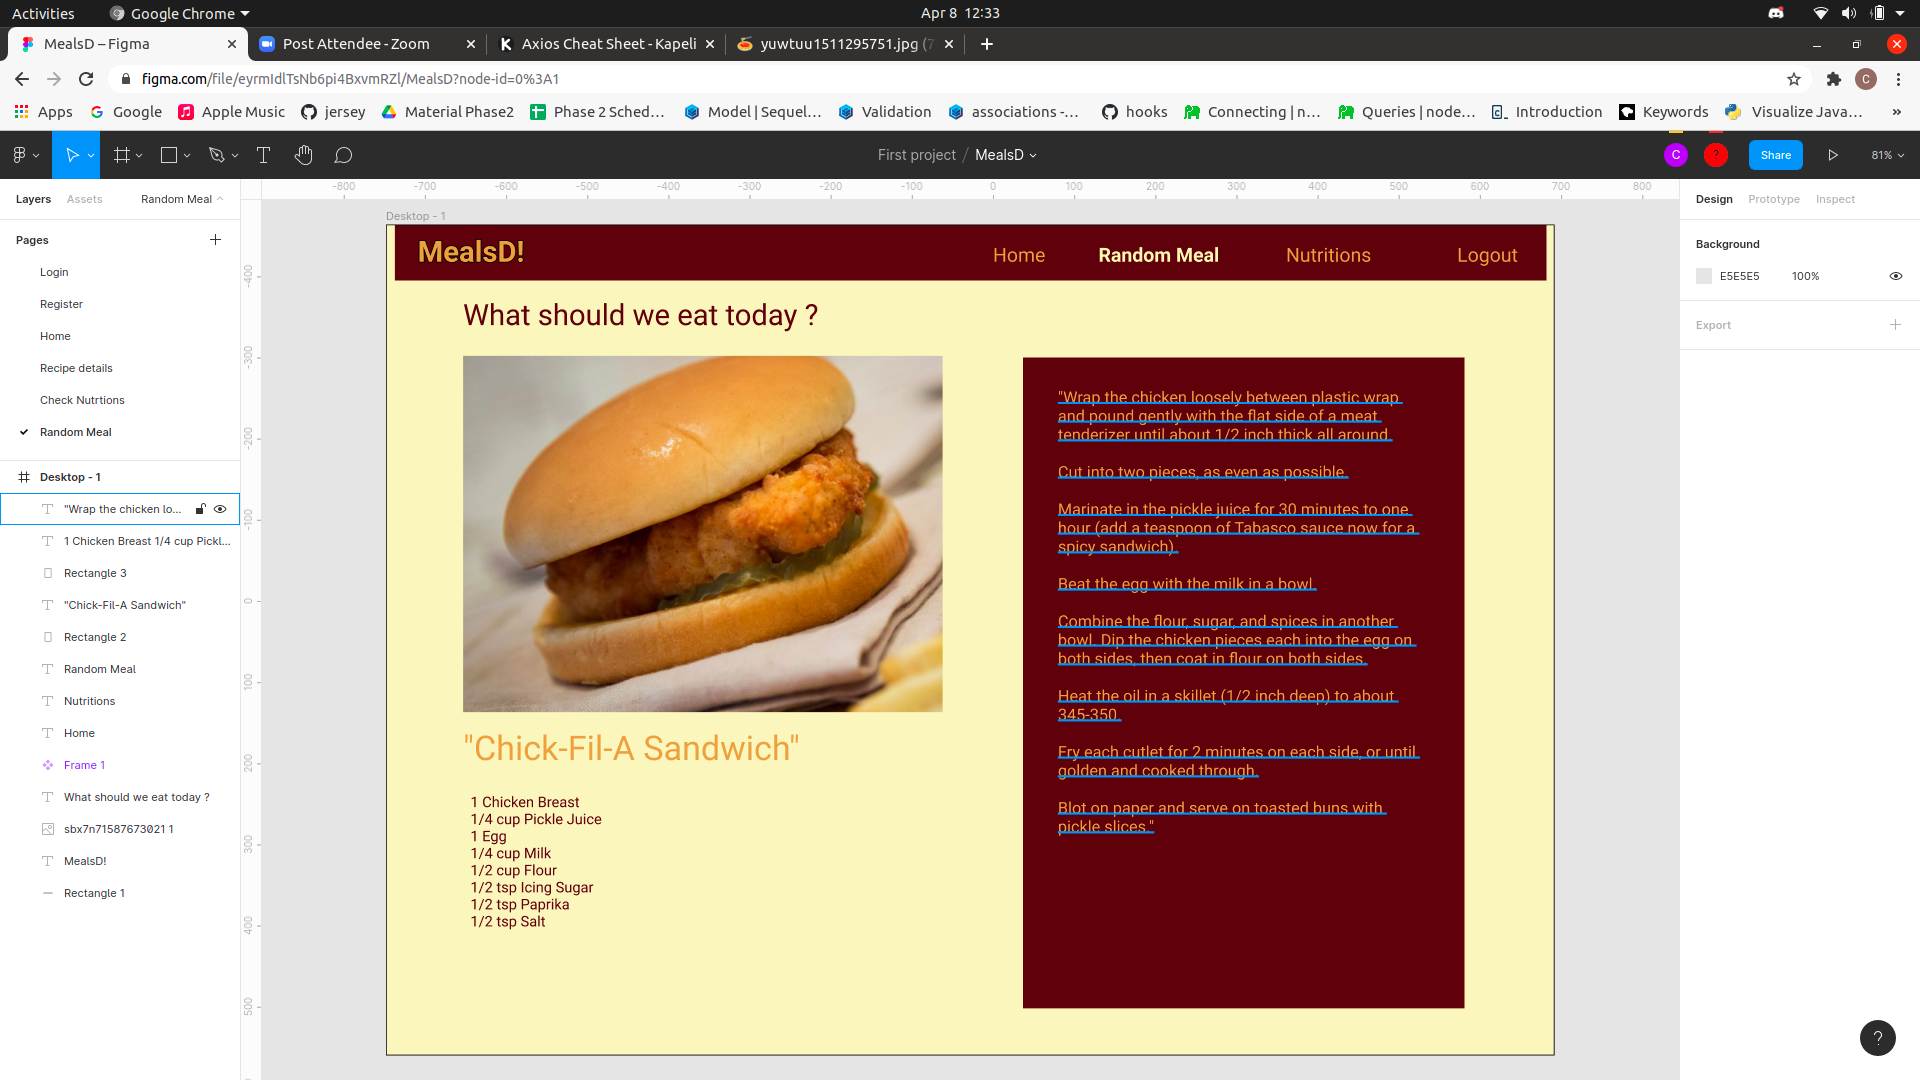 Activities
Google Chrome
Apr 8 12:33
MealsD – Figma
Post Attendee - Zoom
Axios Cheat Sheet - Kapeli
yuwtuu1511295751.jpg (7
figma.com/file/eyrmIdlTsNb6pi4BxvmRZl/MealsD?node-id=0%3A1
C
Apps
Google
Apple Music
jersey
Material Phase2
Phase 2 Sched…
Model | Sequel…
Validation
associations -…
hooks
Connecting | n…
Queries | node…
Introduction
Keywords
Visualize Java…
»
First project / MealsD
C
?
Share
81%
Layers
Assets
Random Meal
Pages
Login
Register
Home
Recipe details
Check Nutrtions
Random Meal
Desktop - 1
"Wrap the chicken lo...
1 Chicken Breast 1/4 cup Pickl...
Rectangle 3
"Chick-Fil-A Sandwich"
Rectangle 2
Random Meal
Nutritions
Home
Frame 1
What should we eat today ?
sbx7n71587673021 1
MealsD!
Rectangle 1
-800 -700 -600 -500 -400 -300 -200 -100 0 100 200 300 400 500 600 700 800
-400
-300
-200
-100
0
100
200
300
400
500
Desktop - 1
MealsD!
Home
Random Meal
Nutritions
Logout
What should we eat today ?
"Chick-Fil-A Sandwich"
1 Chicken Breast
1/4 cup Pickle Juice
1 Egg
1/4 cup Milk
1/2 cup Flour
1/2 tsp Icing Sugar
1/2 tsp Paprika
1/2 tsp Salt
"Wrap the chicken loosely between plastic wrap
and pound gently with the flat side of a meat
tenderizer until about 1/2 inch thick all around.
Cut into two pieces, as even as possible.
Marinate in the pickle juice for 30 minutes to one
hour (add a teaspoon of Tabasco sauce now for a
spicy sandwich).
Beat the egg with the milk in a bowl.
Combine the flour, sugar, and spices in another
bowl. Dip the chicken pieces each into the egg on
both sides, then coat in flour on both sides.
Heat the oil in a skillet (1/2 inch deep) to about
345-350.
Fry each cutlet for 2 minutes on each side, or until
golden and cooked through.
Blot on paper and serve on toasted buns with
pickle slices."
Design
Prototype
Inspect
Background
E5E5E5
100%
Export
?